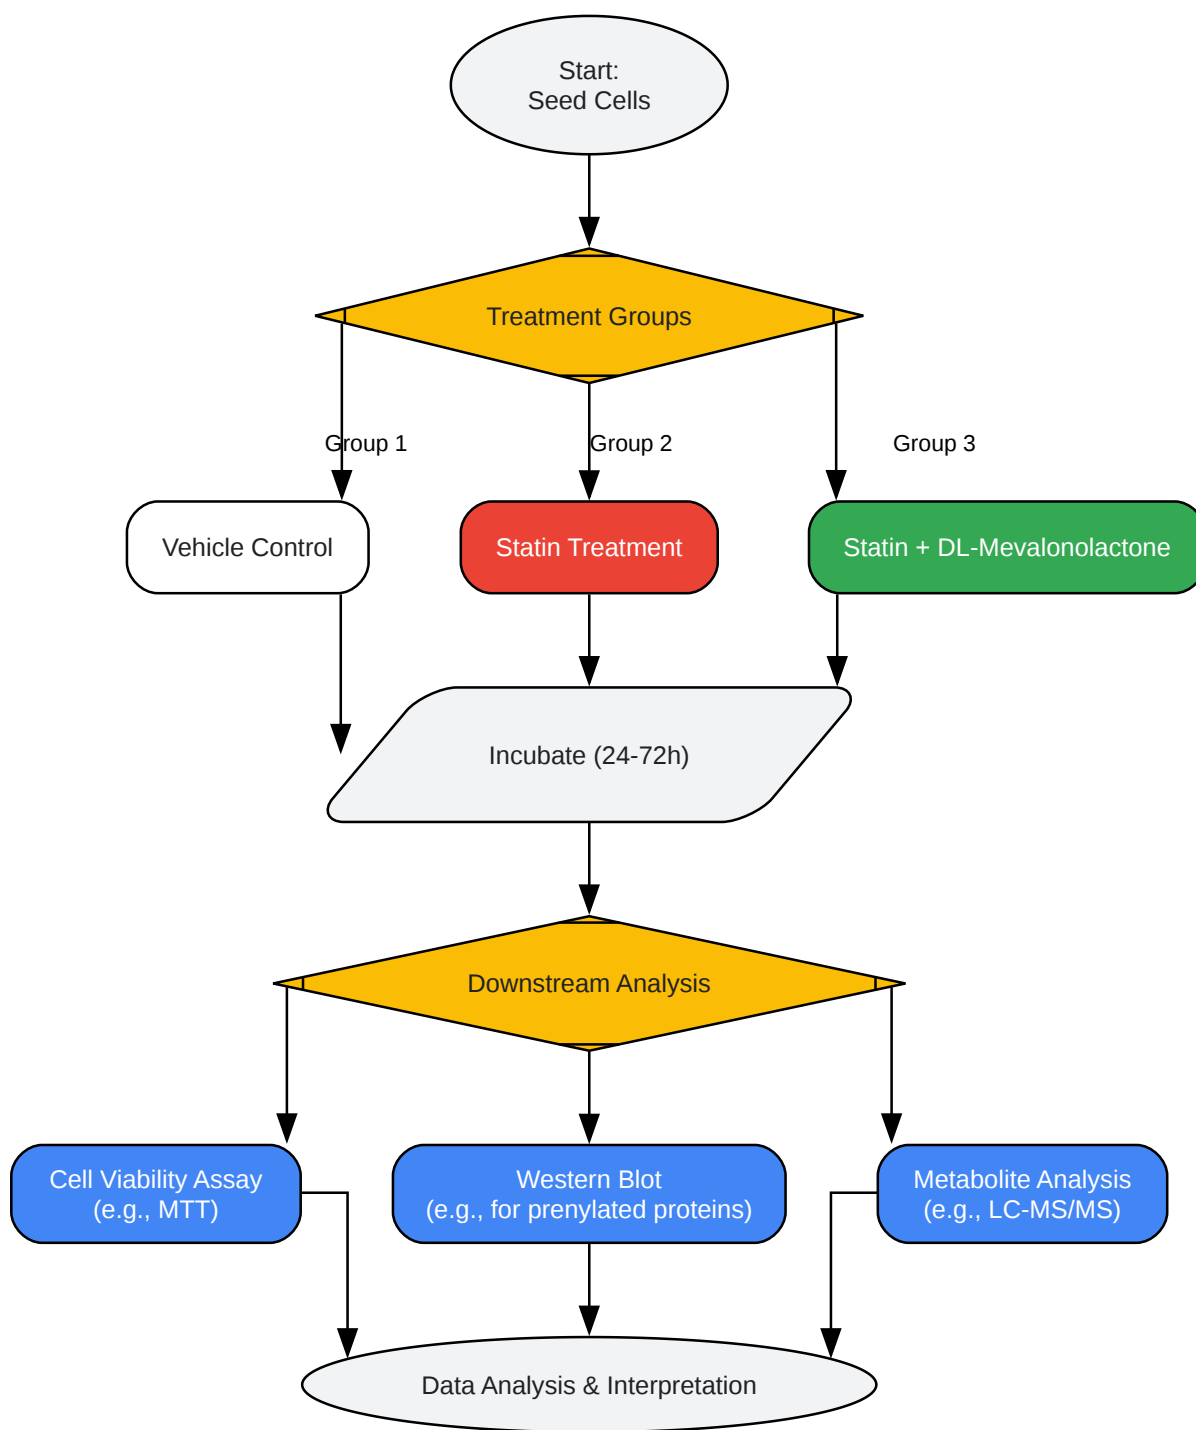 Start:
Seed Cells
Treatment Groups
Group 1
Group 2
Group 3
Vehicle Control
Statin Treatment
Statin + DL-Mevalonolactone
Incubate (24-72h)
Downstream Analysis
Cell Viability Assay
(e.g., MTT)
Western Blot
(e.g., for prenylated proteins)
Metabolite Analysis
(e.g., LC-MS/MS)
Data Analysis & Interpretation